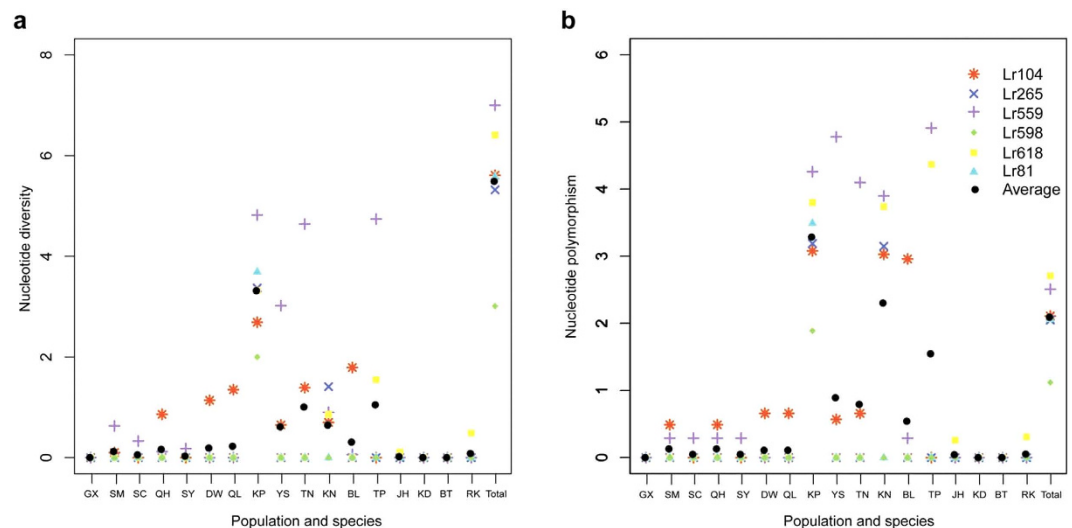 a
8
6
4
2
0
Nucleotide diversity
GX SM SC QH SY DW QL KP YS TN KN BL TP JH KD BT RK Total
Population and species
b
6
5
4
3
2
1
0
Nucleotide polymorphism
Lr104
Lr265
Lr559
Lr598
Lr618
Lr81
Average
GX SM SC QH SY DW QL KP YS TN KN BL TP JH KD BT RK Total
Population and species